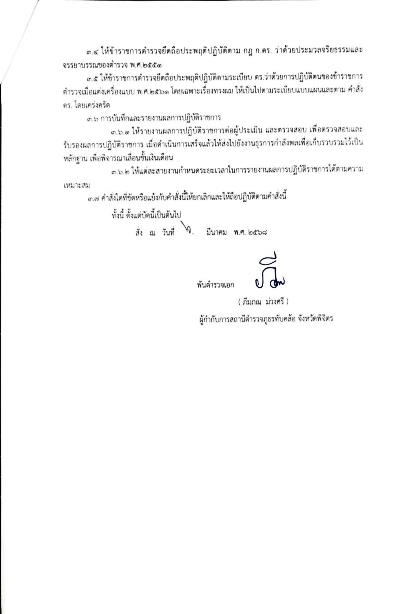 ๓.๔ ให้ข้าราชการตำรวจยึดถือประพฤติปฏิบัติตาม กฎ ก.ตร. ว่าด้วยประมวลจริยธรรมและ
จรรยาบรรณของตำรวจ พ.ศ.๒๕๕๑
๓.๕ ให้ข้าราชการตำรวจยึดถือประพฤติปฏิบัติตามระเบียบ ตร.ว่าด้วยการปฏิบัติตนของข้าราชการ
ตำรวจเมื่อแต่งเครื่องแบบ พ.ศ.๒๕๖๑ โดยเฉพาะเรื่องทรงผม ให้เป็นไปตามระเบียบแบบแผนและตาม คำสั่ง
ตร. โดยเคร่งครัด
๓.๖ การบันทึกและรายงานผลการปฏิบัติราชการ
๓.๖.๑ ให้รายงานผลการปฏิบัติราชการต่อผู้ประเมิน และตรวจสอบ เพื่อตรวจสอบและ
รับรองผลการปฏิบัติราชการ เมื่อดำเนินการเสร็จแล้วให้ส่งไปยังงานธุรการกำลังพลเพื่อเก็บรวบรวมไว้เป็น
หลักฐาน เพื่อพิจารณาเลื่อนขั้นเงินเดือน
๓.๖.๒ ให้แต่ละสายงานกำหนดระยะเวลาในการรายงานผลการปฏิบัติราชการได้ตามความ
เหมาะสม
๓.๗ คำสั่งใดที่ขัดหรือแย้งกับคำสั่งนี้ให้ยกเลิกและให้ถือปฏิบัติตามคำสั่งนี้
ทั้งนี้ ตั้งแต่บัดนี้เป็นต้นไป
สั่ง ณ วันที่ มีนาคม พ.ศ. ๒๕๖๘
พันตำรวจเอก
( ภิมภณ ม่วงศรี )
ผู้กำกับการสถานีตำรวจภูธรทับคล้อ จังหวัดพิจิตร